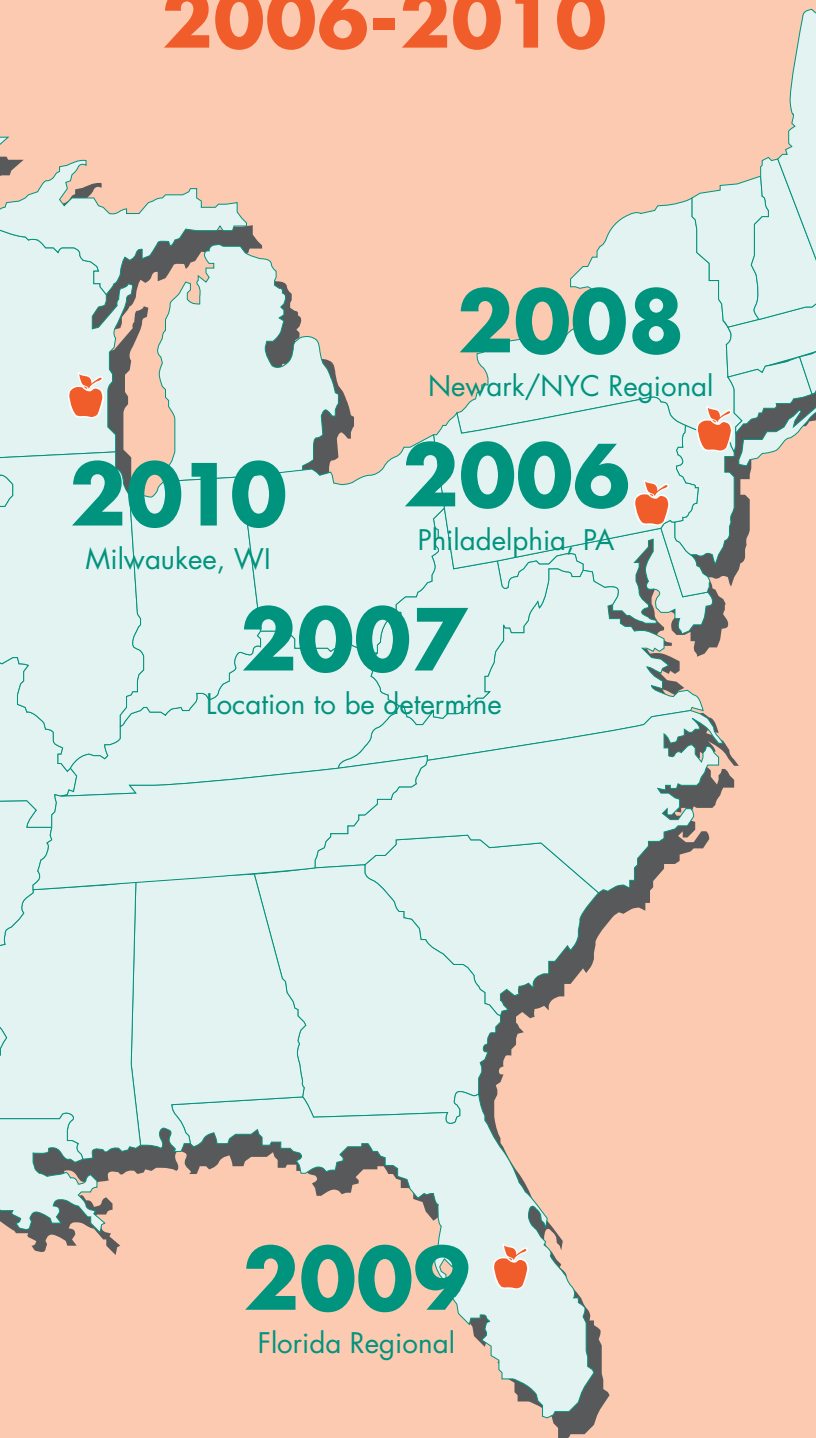 2006-2010
2008
Newark/NYC Regional
2006
Philadelphia, PA
2010
Milwaukee, WI
2007
Location to be determine
2009
Florida Regional